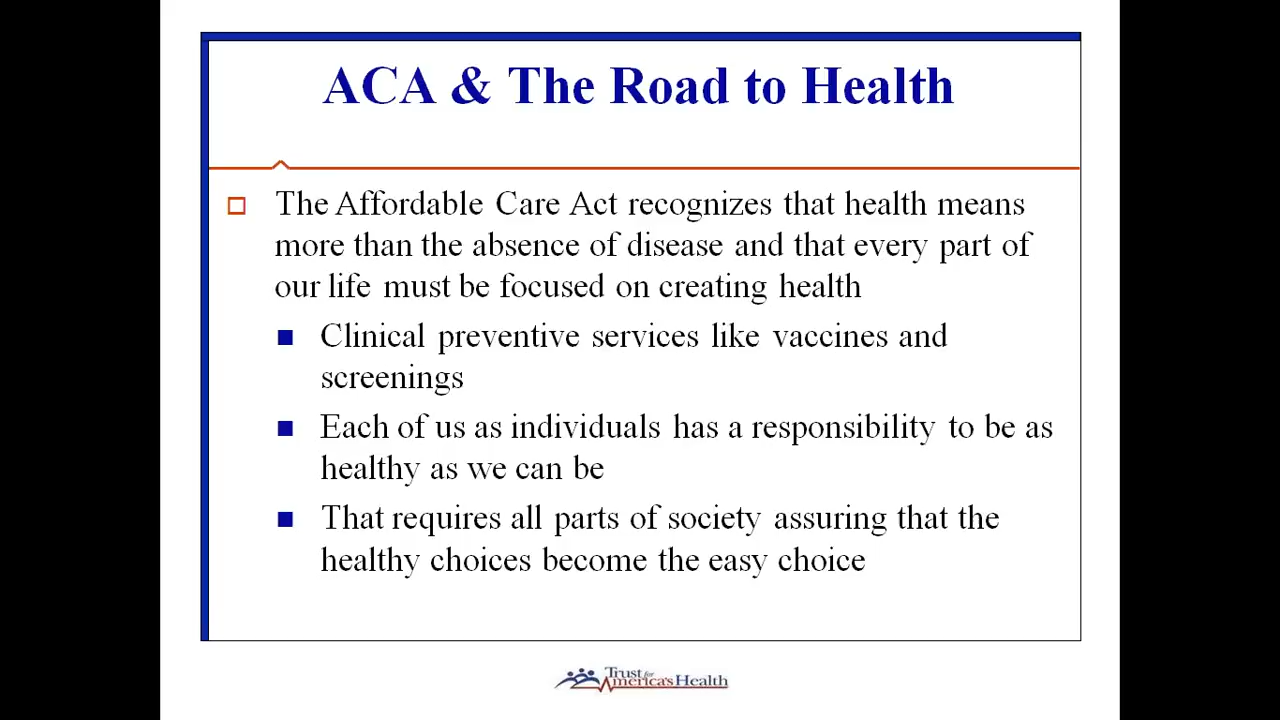 ACA & The Road to Health
The Affordable Care Act recognizes that health means
more than the absence of disease and that every part of
our life must be focused on creating health
Clinical preventive services like vaccines and
screenings
Each of us as individuals has a responsibility to be as
healthy as we can be
That requires all parts of society assuring that the
healthy choices become the easy choice
Trust for
America's Health